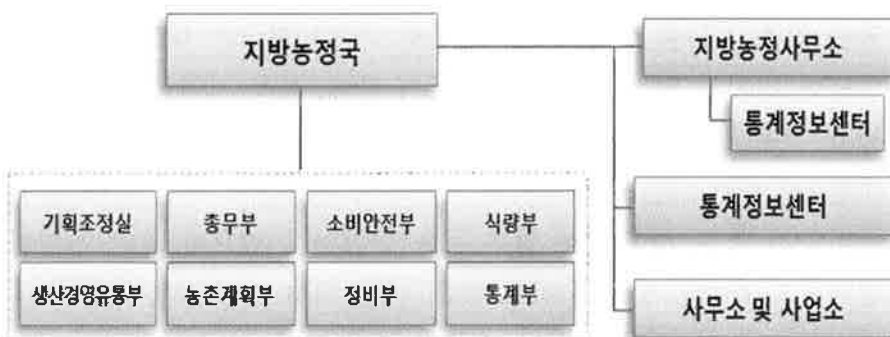 지방농정국
지방농정사무소
통계정보센터
통계정보센터
사무소 및 사업소
기획조정실
총무부
소비안전부
식량부
생산경영유통부
농촌계획부
정비부
통계부